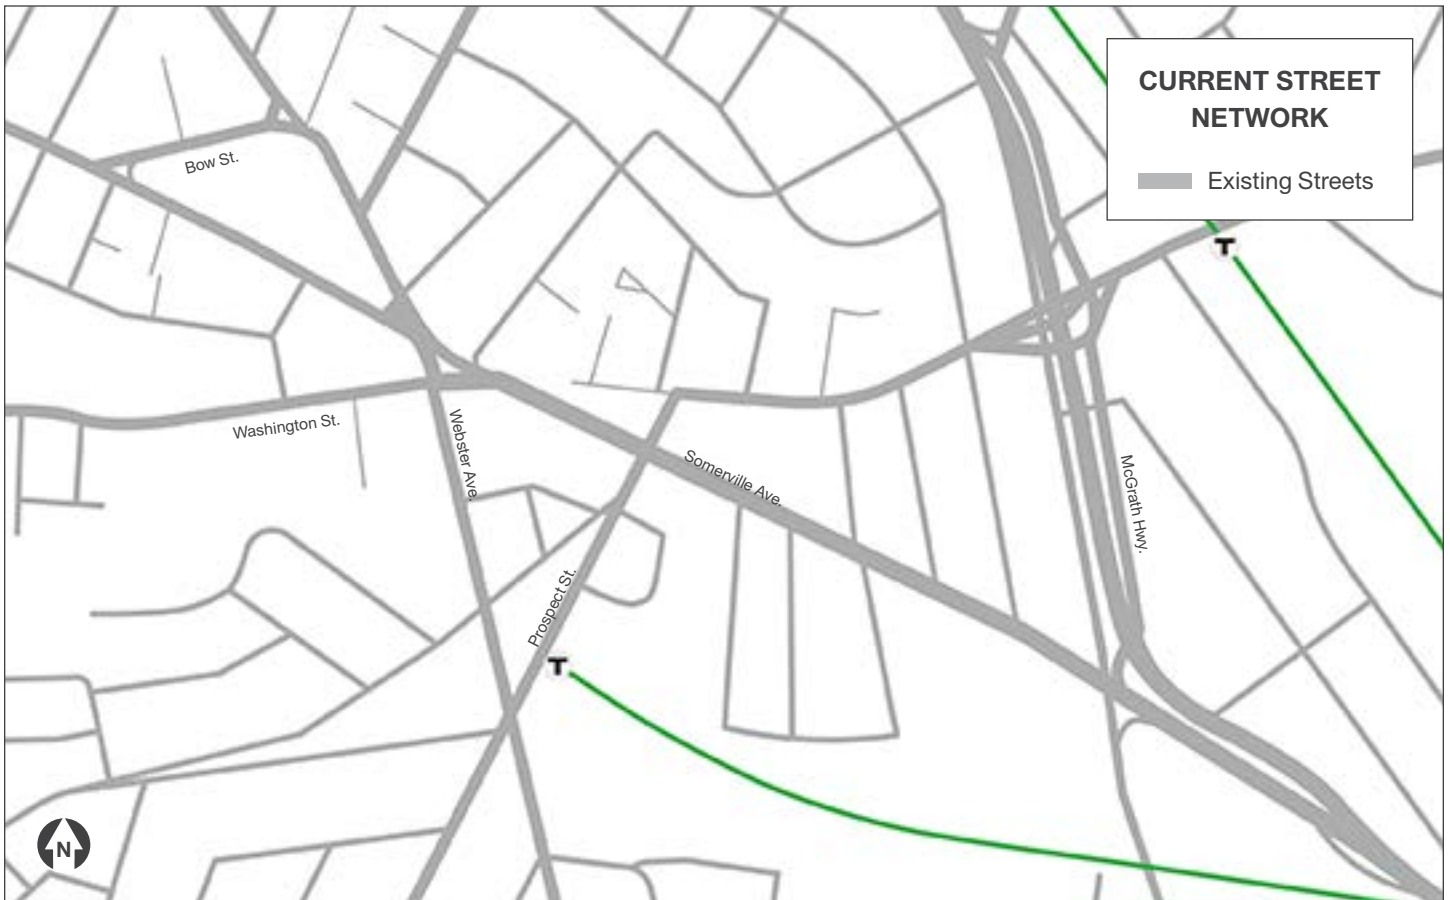 CURRENT STREET
NETWORK
Existing Streets
Bow St.
T
Washington St.
Webster Ave.
Somerville Ave.
McGrath Hwy.
Prospect St.
T
N